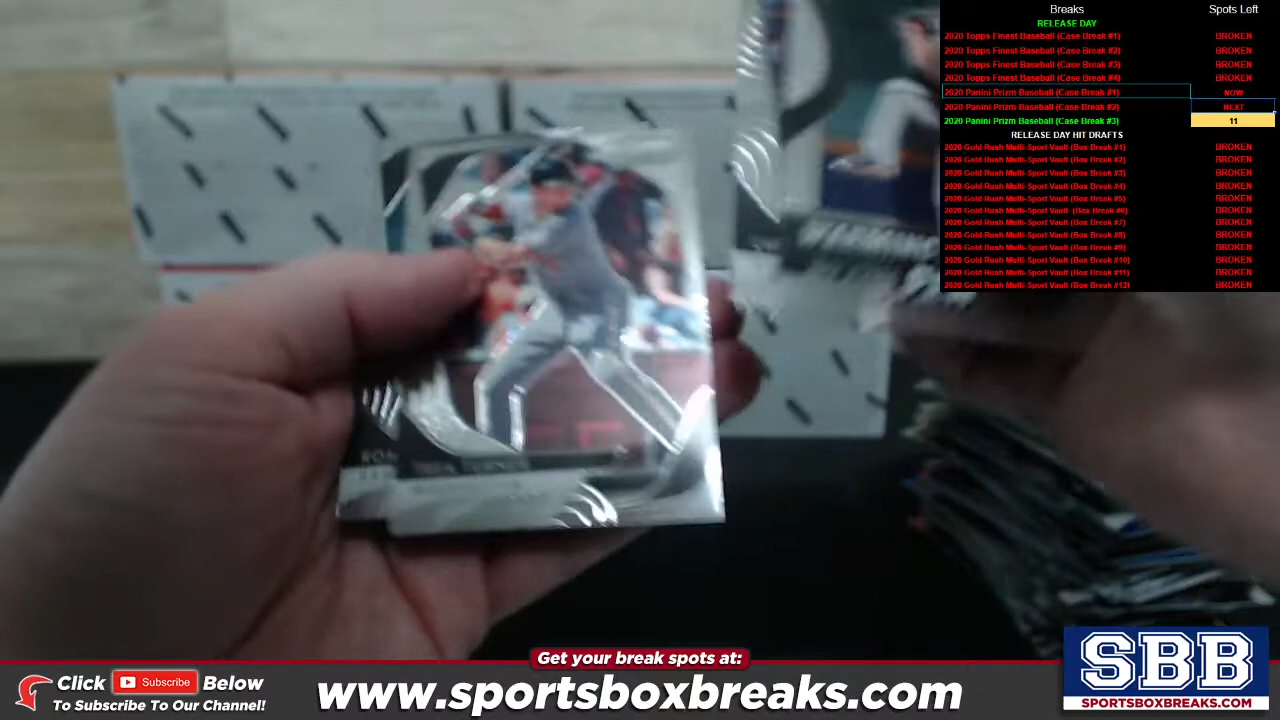 Breaks Spots Left
RELEASE DAY
2020 Topps Finest Baseball (Case Break #1) BROKEN
2020 Topps Finest Baseball (Case Break #2) BROKEN
2020 Topps Finest Baseball (Case Break #3) BROKEN
2020 Topps Finest Baseball (Case Break #4) BROKEN
2020 Panini Prizm Baseball (Case Break #1) NOW
2020 Panini Prizm Baseball (Case Break #2) NEXT
2020 Panini Prizm Baseball (Case Break #3) 11
RELEASE DAY HIT DRAFTS
2020 Gold Rush Multi-Sport Vault (Box Break #1) BROKEN
2020 Gold Rush Multi-Sport Vault (Box Break #2) BROKEN
2020 Gold Rush Multi-Sport Vault (Box Break #3) BROKEN
2020 Gold Rush Multi-Sport Vault (Box Break #4) BROKEN
2020 Gold Rush Multi-Sport Vault (Box Break #5) BROKEN
2020 Gold Rush Multi-Sport Vault (Box Break #6) BROKEN
2020 Gold Rush Multi-Sport Vault (Box Break #7) BROKEN
2020 Gold Rush Multi-Sport Vault (Box Break #8) BROKEN
2020 Gold Rush Multi-Sport Vault (Box Break #9) BROKEN
2020 Gold Rush Multi-Sport Vault (Box Break #10) BROKEN
2020 Gold Rush Multi-Sport Vault (Box Break #11) BROKEN
2020 Gold Rush Multi-Sport Vault (Box Break #12) BROKEN
Get your break spots at:
Click Subscribe Below
To Subscribe To Our Channel!
www.sportsboxbreaks.com
SBB
SPORTSBOXBREAKS.COM